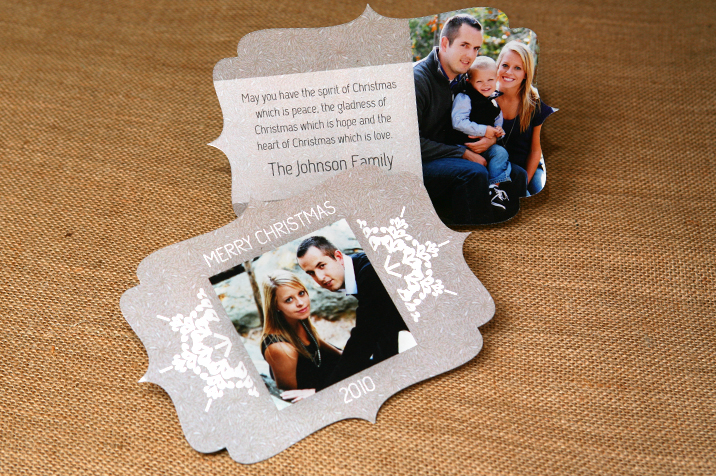 May you have the spirit of Christmas
which is peace, the gladness of
Christmas which is hope and the
heart of Christmas which is love.
The Johnson Family
MERRY CHRISTMAS
2010